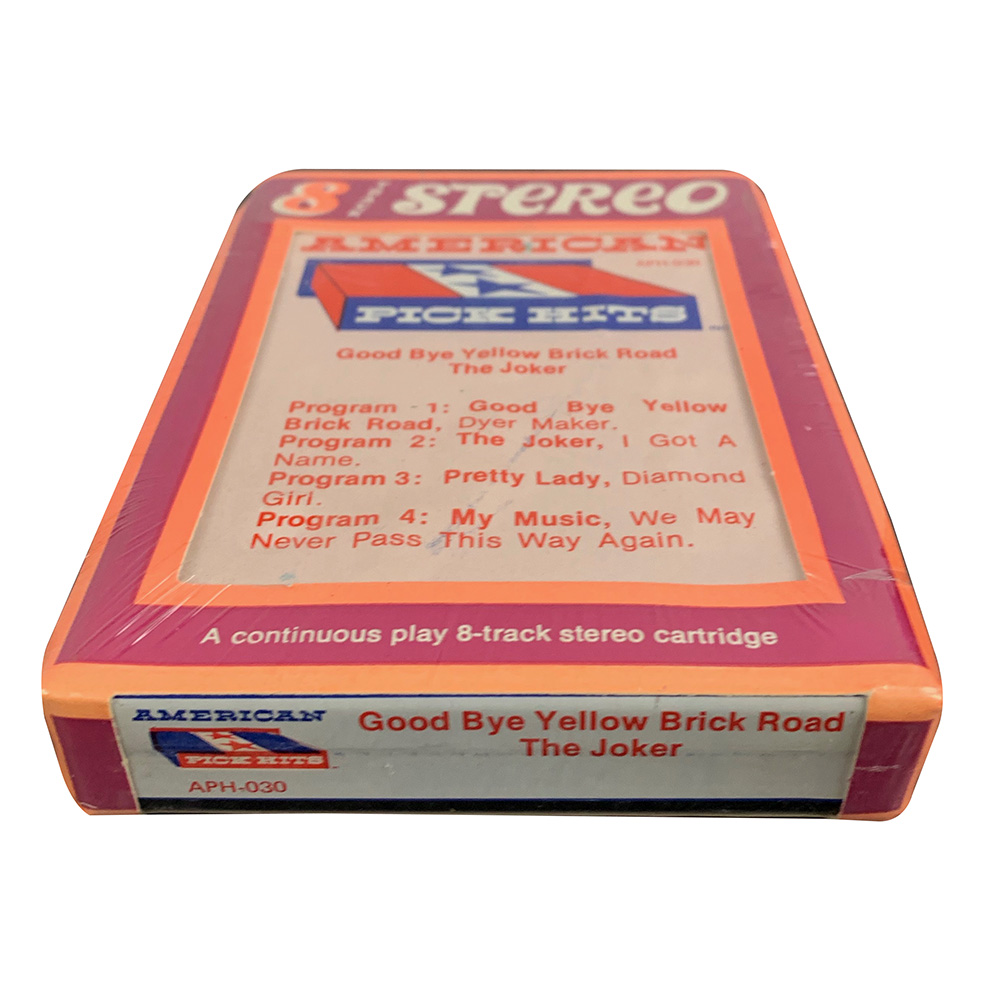 8 TRACK STEREO
AMERICAN
APH-030
PICK HITS
Good Bye Yellow Brick Road
The Joker
Program - 1: Good Bye Yellow
Brick Road, Dyer Maker.
Program 2: The Joker, I Got A
Name.
Program 3: Pretty Lady, Diamond
Girl.
Program 4: My Music, We May
Never Pass This Way Again.
A continuous play 8-track stereo cartridge
AMERICAN
PICK HITS
APH-030
Good Bye Yellow Brick Road
The Joker